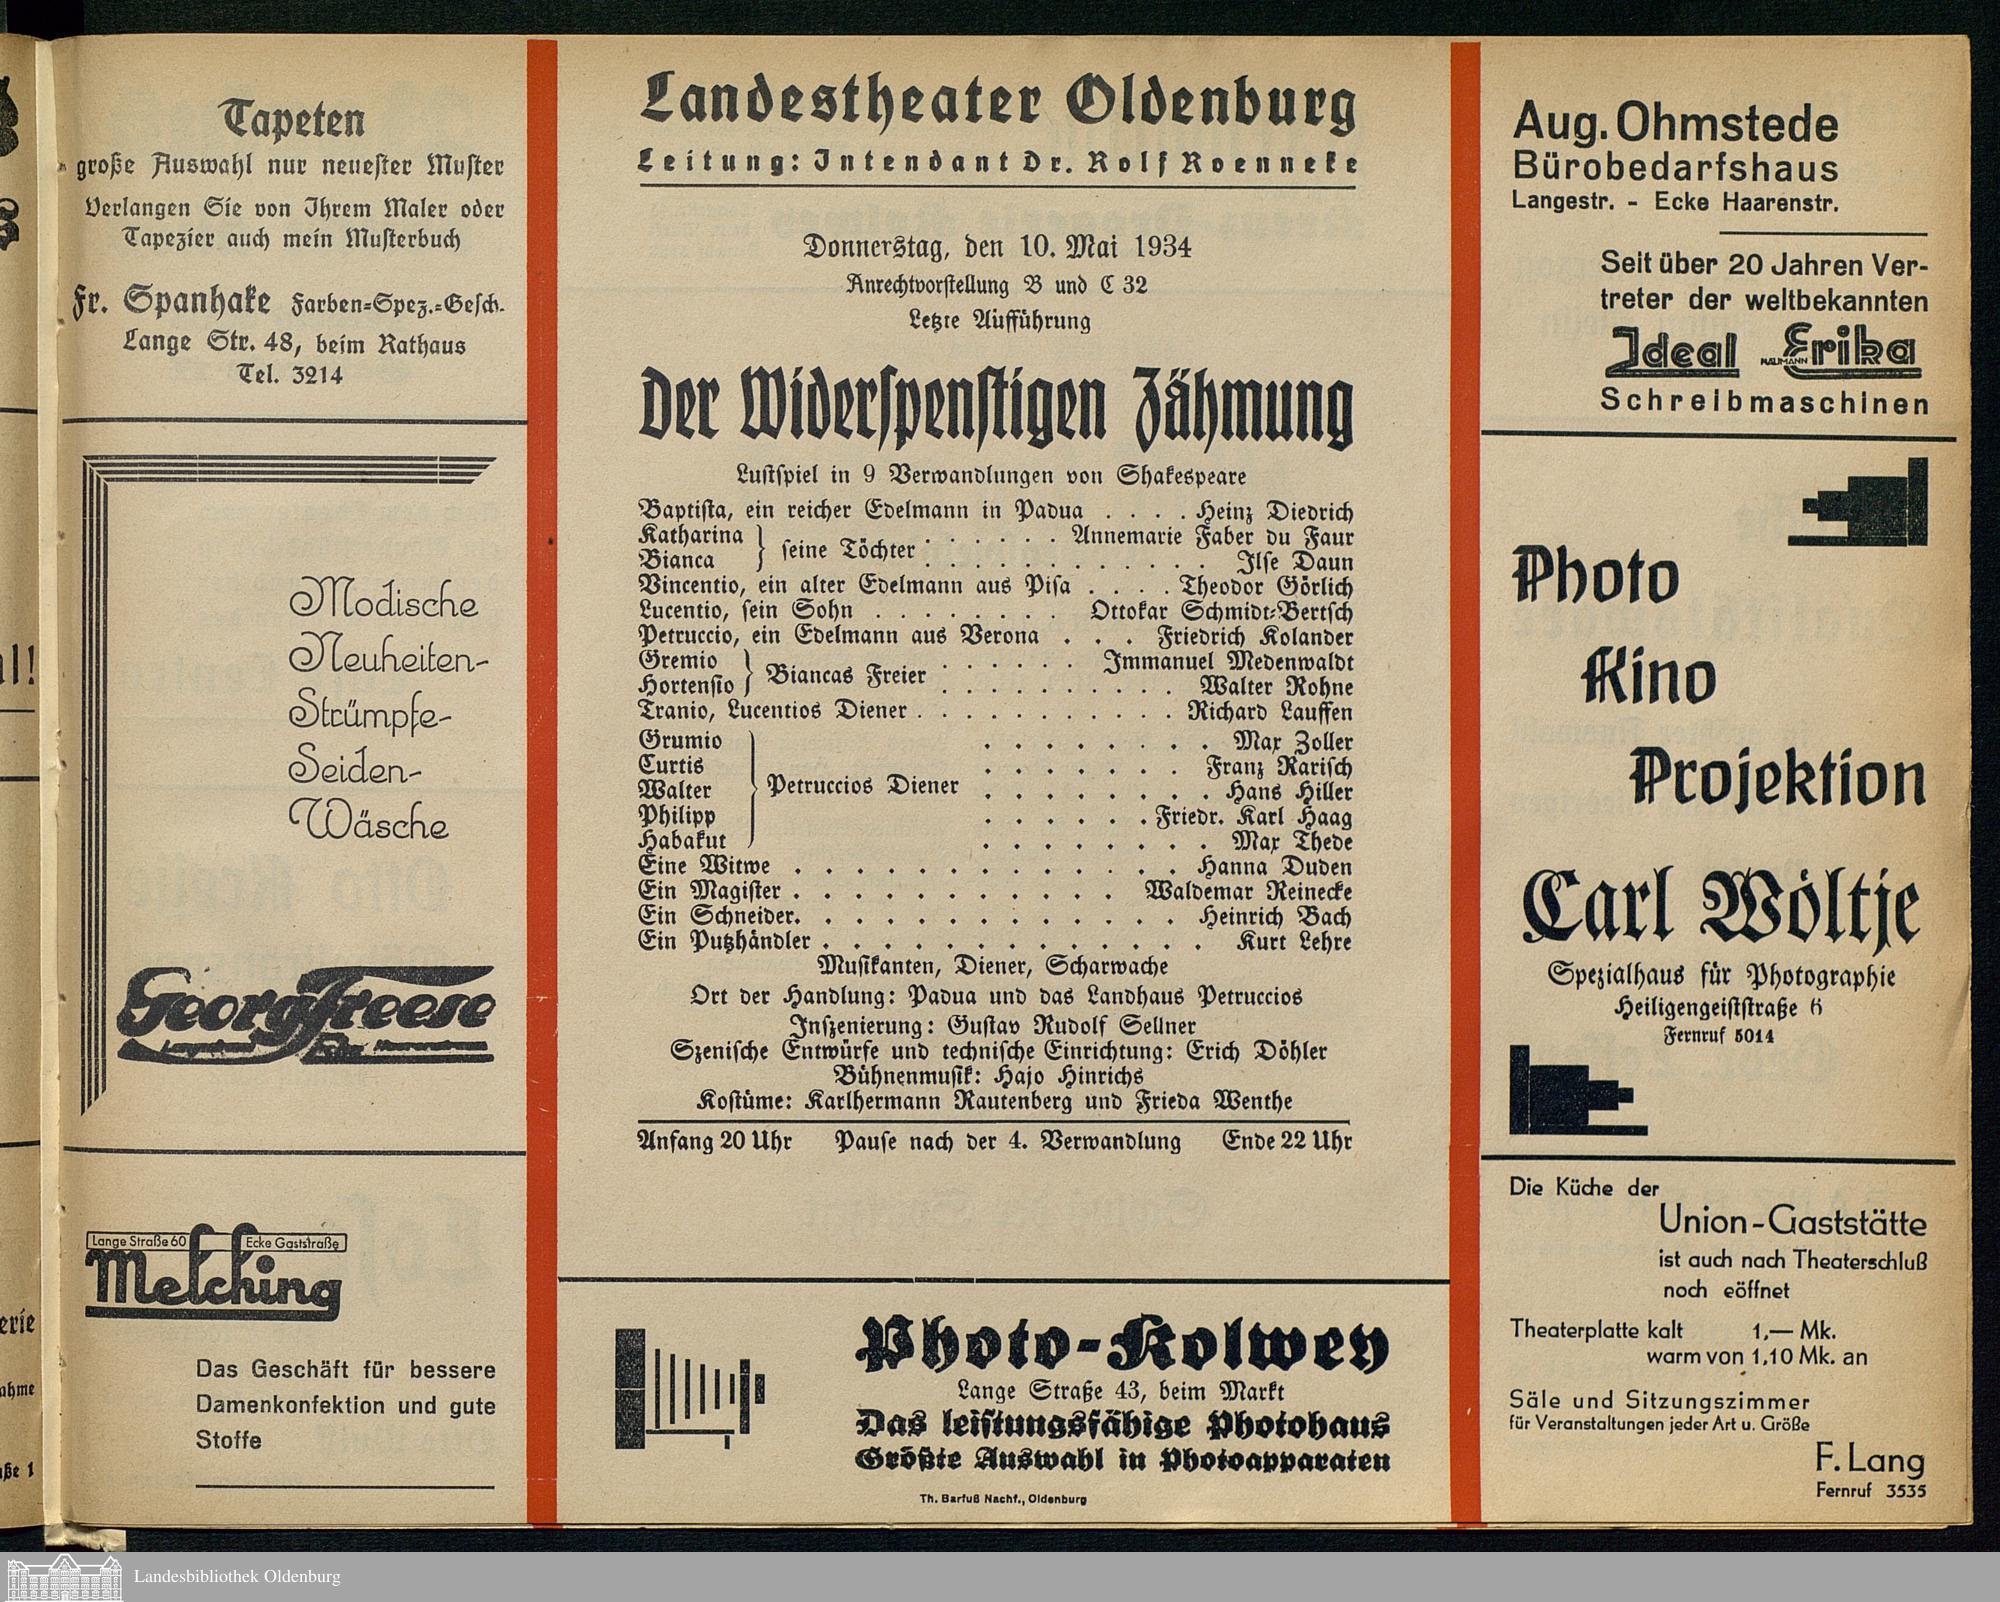 Tapeten
große Auswahl nur neuester Muster
Verlangen Sie von Ihrem Maler oder
Tapezier auch mein Musterbuch
Fr. Spanhake Farben-Spez.-Gesch.
Lange Str. 48, beim Rathaus
Tel. 3214
Modische
Neuheiten-
Strümpfe-
Seiden-
Wäsche
Georg Freese
Lange Straße 60 Ecke Gaststraße
Melching
Das Geschäft für bessere
Damenkonfektion und gute
Stoffe
Landestheater Oldenburg
Leitung: Intendant Dr. Rolf Roenneke
Donnerstag, den 10. Mai 1934
Anrechtvorstellung B und C 32
Letzte Aufführung
Der Widerspenstigen Zähmung
Lustspiel in 9 Verwandlungen von Shakespeare
Baptista, ein reicher Edelmann in Padua . . . . Heinz Diedrich
Katharina } seine Töchter . . . . . . Annemarie Faber du Faur
Bianca . . . . . . . . . . . . Ilse Daun
Vincentio, ein alter Edelmann aus Pisa . . . . Theodor Görlich
Lucentio, sein Sohn . . . . . . . . Ottokar Schmidt-Bertsch
Petruccio, ein Edelmann aus Verona . . . Friedrich Kolander
Gremio } Biancas Freier . . . . . . Immanuel Medenwaldt
Hortensio . . . . . . . . . . Walter Rohne
Tranio, Lucentios Diener . . . . . . . . . . Richard Lauffen
Grumio . . . . . . . . Max Zoller
Curtis . . . . . . . Franz Rarisch
Walter } Petruccios Diener . . . . . . . . Hans Hiller
Philipp . . . . . . Friedr. Karl Haag
Habakuk . . . . . . . . Max Thede
Eine Witwe . . . . . . . . . . . . . Hanna Duden
Ein Magister . . . . . . . . . . . Waldemar Reinecke
Ein Schneider. . . . . . . . . . . . . Heinrich Bach
Ein Putzhändler . . . . . . . . . . . . . Kurt Lehre
Musikanten, Diener, Scharwache
Ort der Handlung: Padua und das Landhaus Petruccios
Inszenierung: Gustav Rudolf Sellner
Szenische Entwürfe und technische Einrichtung: Erich Döhler
Bühnenmusik: Hajo Hinrichs
Kostüme: Karlhermann Rautenberg und Frieda Wenthe
Anfang 20 Uhr Pause nach der 4. Verwandlung Ende 22 Uhr
Photo-Kolwey
Lange Straße 43, beim Markt
Das leistungsfähige Photohaus
Größte Auswahl in Photoapparaten
Th. Barfuß Nachf., Oldenburg
Aug. Ohmstede
Bürobedarfshaus
Langestr. - Ecke Haarenstr.
Seit über 20 Jahren Ver-
treter der weltbekannten
Ideal NAUMANN Erika
Schreibmaschinen
Photo
Kino
Projektion
Carl Wöltje
Spezialhaus für Photographie
Heiligengeiststraße 6
Fernruf 5014
Die Küche der
Union-Gaststätte
ist auch nach Theaterschluß
noch eöffnet
Theaterplatte kalt 1,— Mk.
warm von 1,10 Mk. an
Säle und Sitzungszimmer
für Veranstaltungen jeder Art u. Größe
F. Lang
Fernruf 3535
Landesbibliothek Oldenburg